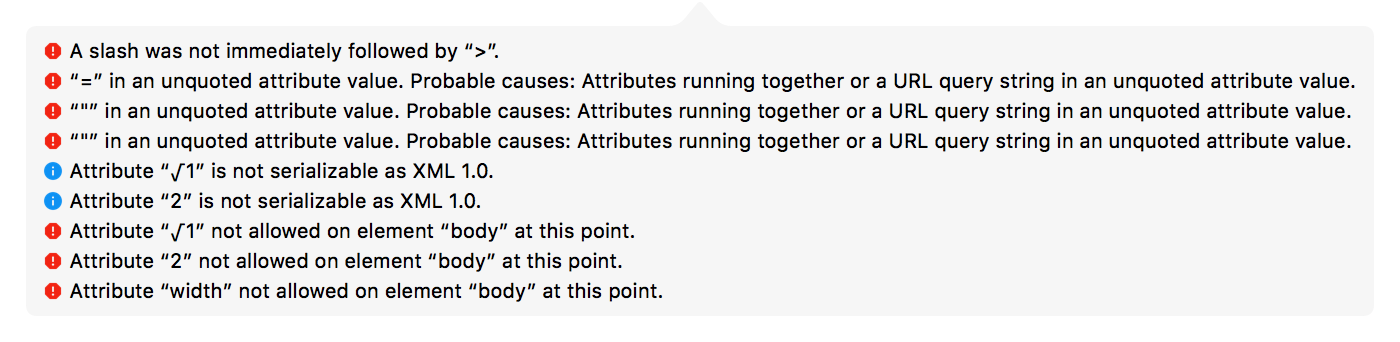 A slash was not immediately followed by “>”.
“=” in an unquoted attribute value. Probable causes: Attributes running together or a URL query string in an unquoted attribute value.
“"” in an unquoted attribute value. Probable causes: Attributes running together or a URL query string in an unquoted attribute value.
“"” in an unquoted attribute value. Probable causes: Attributes running together or a URL query string in an unquoted attribute value.
Attribute “√1” is not serializable as XML 1.0.
Attribute “2” is not serializable as XML 1.0.
Attribute “√1” not allowed on element “body” at this point.
Attribute “2” not allowed on element “body” at this point.
Attribute “width” not allowed on element “body” at this point.